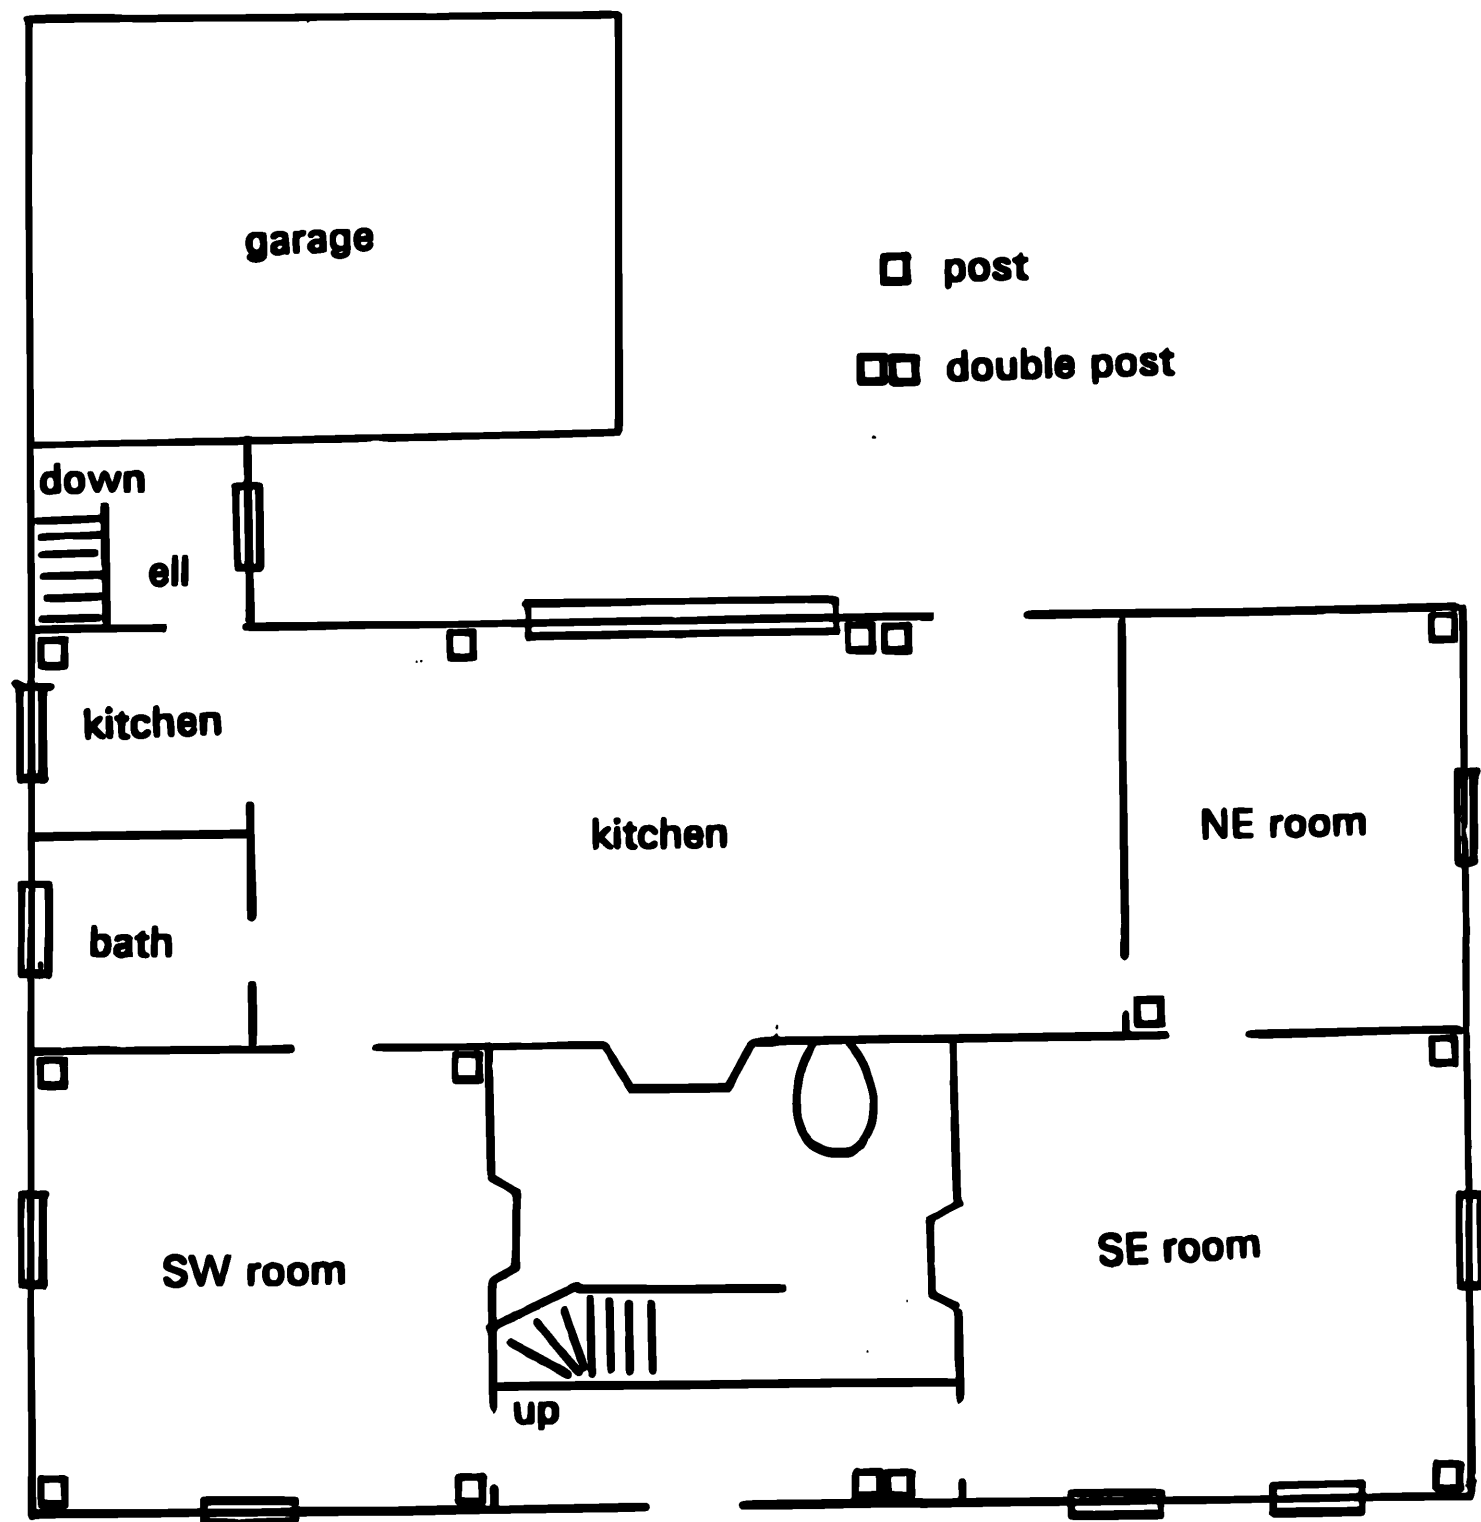 garage
post
double post
down
ell
kitchen
kitchen
NE room
bath
SW room
SE room
up